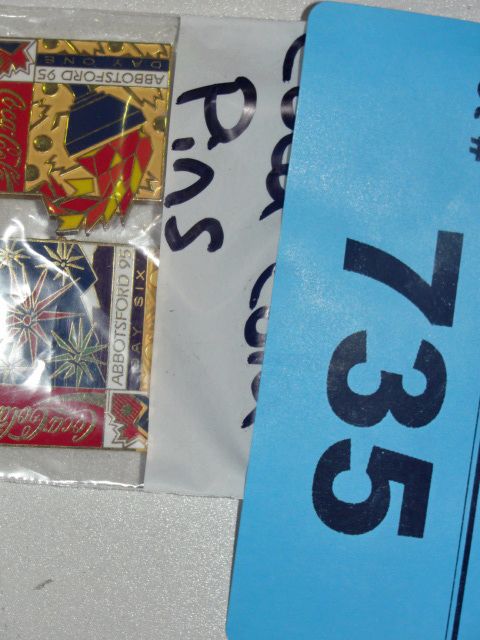 ABBOTSFORD 95
DAY ONE
Coca-Cola
ABBOTSFORD 95
DAY SIX
Coca-Cola
Coca Cola
Pins
#
735